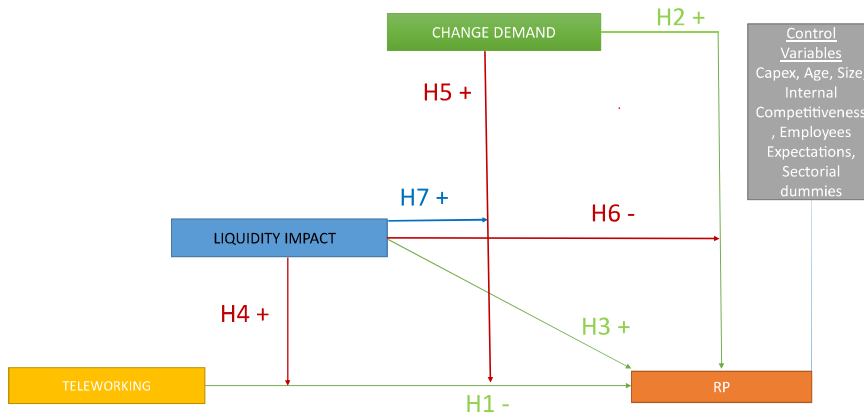 H2 +
CHANGE DEMAND
Control
Variables
Capex, Age, Size,
Internal
Competitiveness
, Employees
Expectations,
Sectorial
dummies
H5 +
H7 +
H6 -
LIQUIDITY IMPACT
H4 +
H3 +
TELEWORKING
RP
H1 -